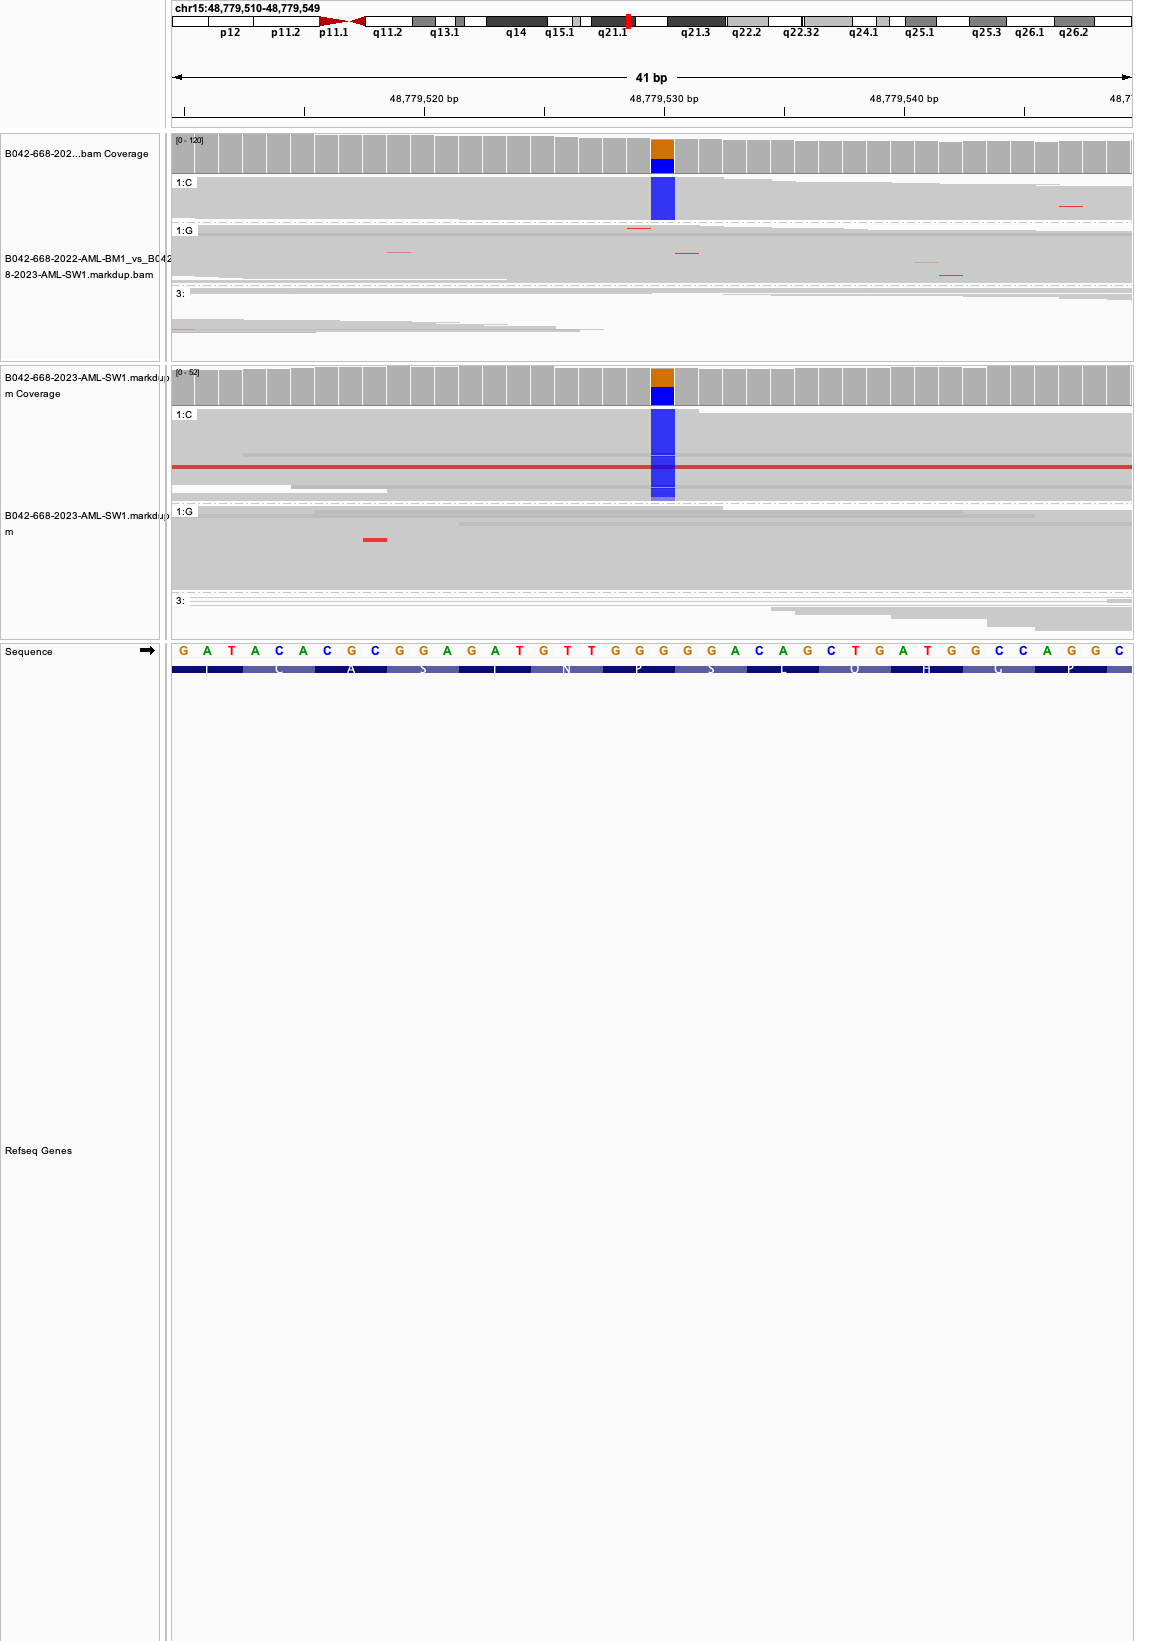 chr15:48,779,510-48,779,549
p12 p11.2 p11.1 q11.2 q13.1 q14 q15.1 q21.1 q21.3 q22.2 q22.32 q24.1 q25.1 q25.3 q26.1 q26.2
41 bp
48,779,520 bp 48,779,530 bp 48,779,540 bp 48,7
[0 - 120]
B042-668-202...bam Coverage
1:C
1:G
B042-668-2022-AML-BM1_vs_B042
8-2023-AML-SW1.markdup.bam
3:
[0 - 52]
B042-668-2023-AML-SW1.markdup
m Coverage
1:C
1:G
B042-668-2023-AML-SW1.markdup
m
3:
Sequence G A T A C A C G C G G A G A T G T T G G G G G A C A G C T G A T G G C C A G G C
C A S N P S Q H G P
Refseq Genes